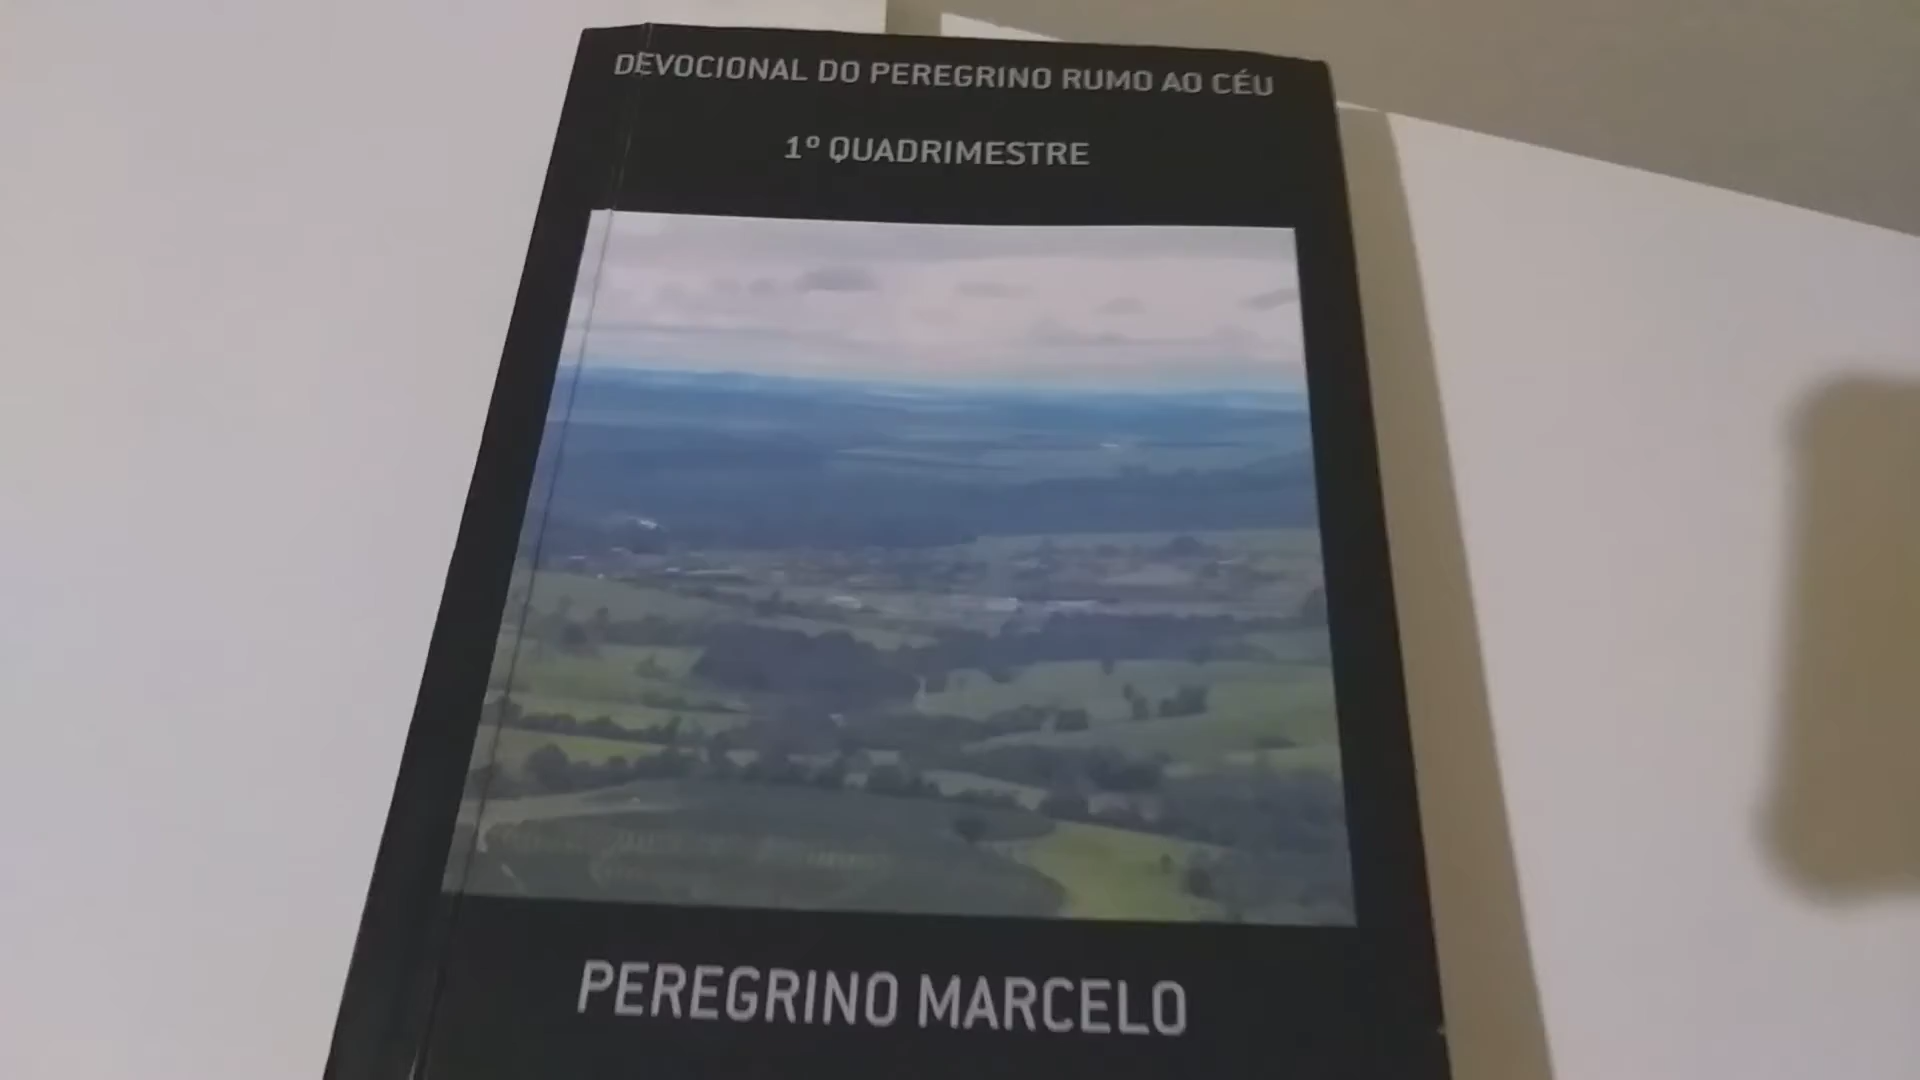 DEVOCIONAL DO PEREGRINO RUMO AO CÉU
1º QUADRIMESTRE
PEREGRINO MARCELO